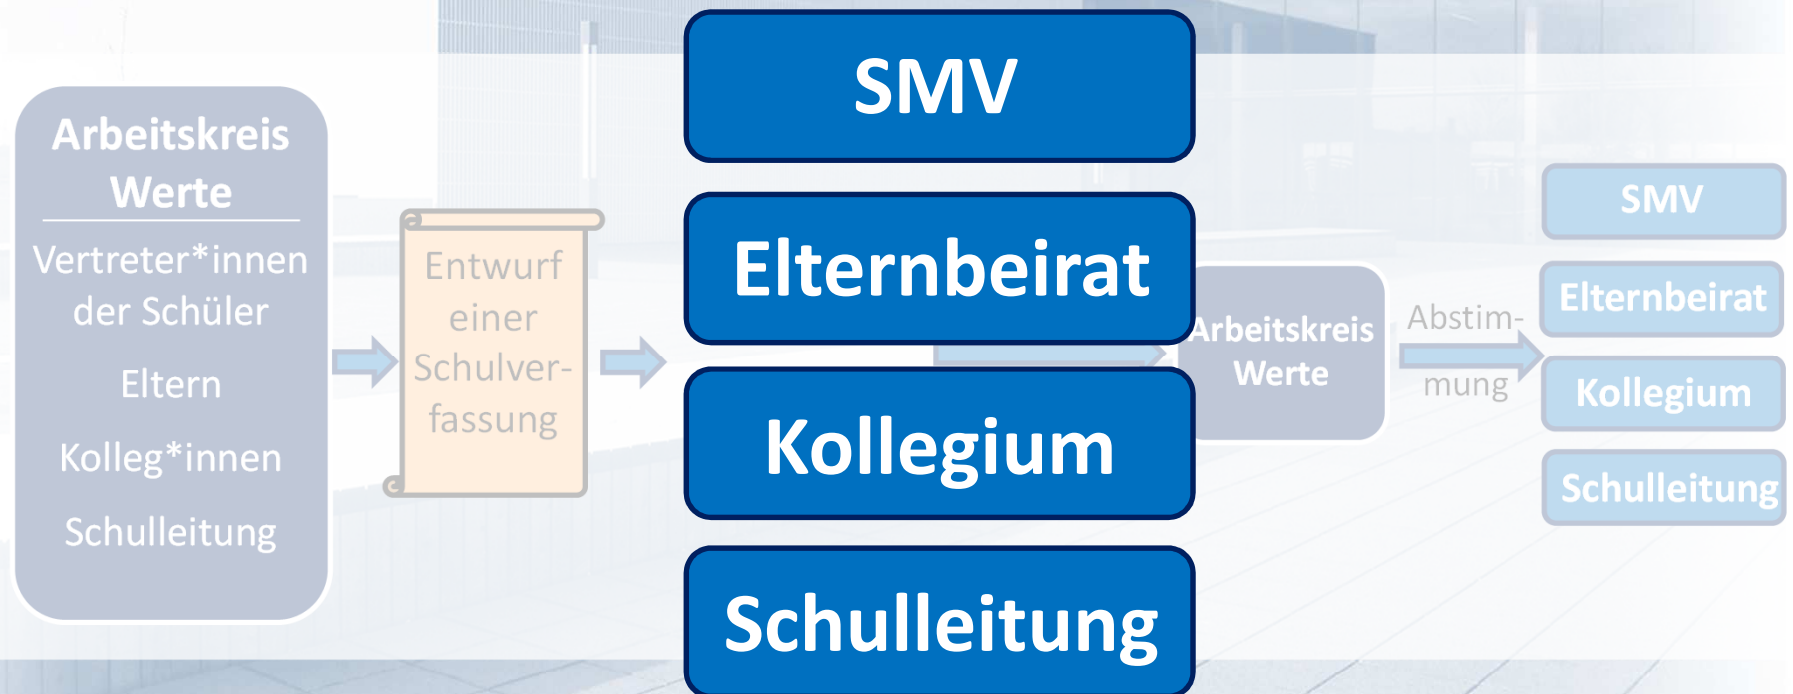 Arbeitskreis
Werte
Vertreter*innen
der Schüler
Eltern
Kolleg*innen
Schulleitung
Entwurf
einer
Schulver-
fassung
SMV
Elternbeirat
Kollegium
Schulleitung
Arbeitskreis
Werte
Abstim-
mung
SMV
Elternbeirat
Kollegium
Schulleitung